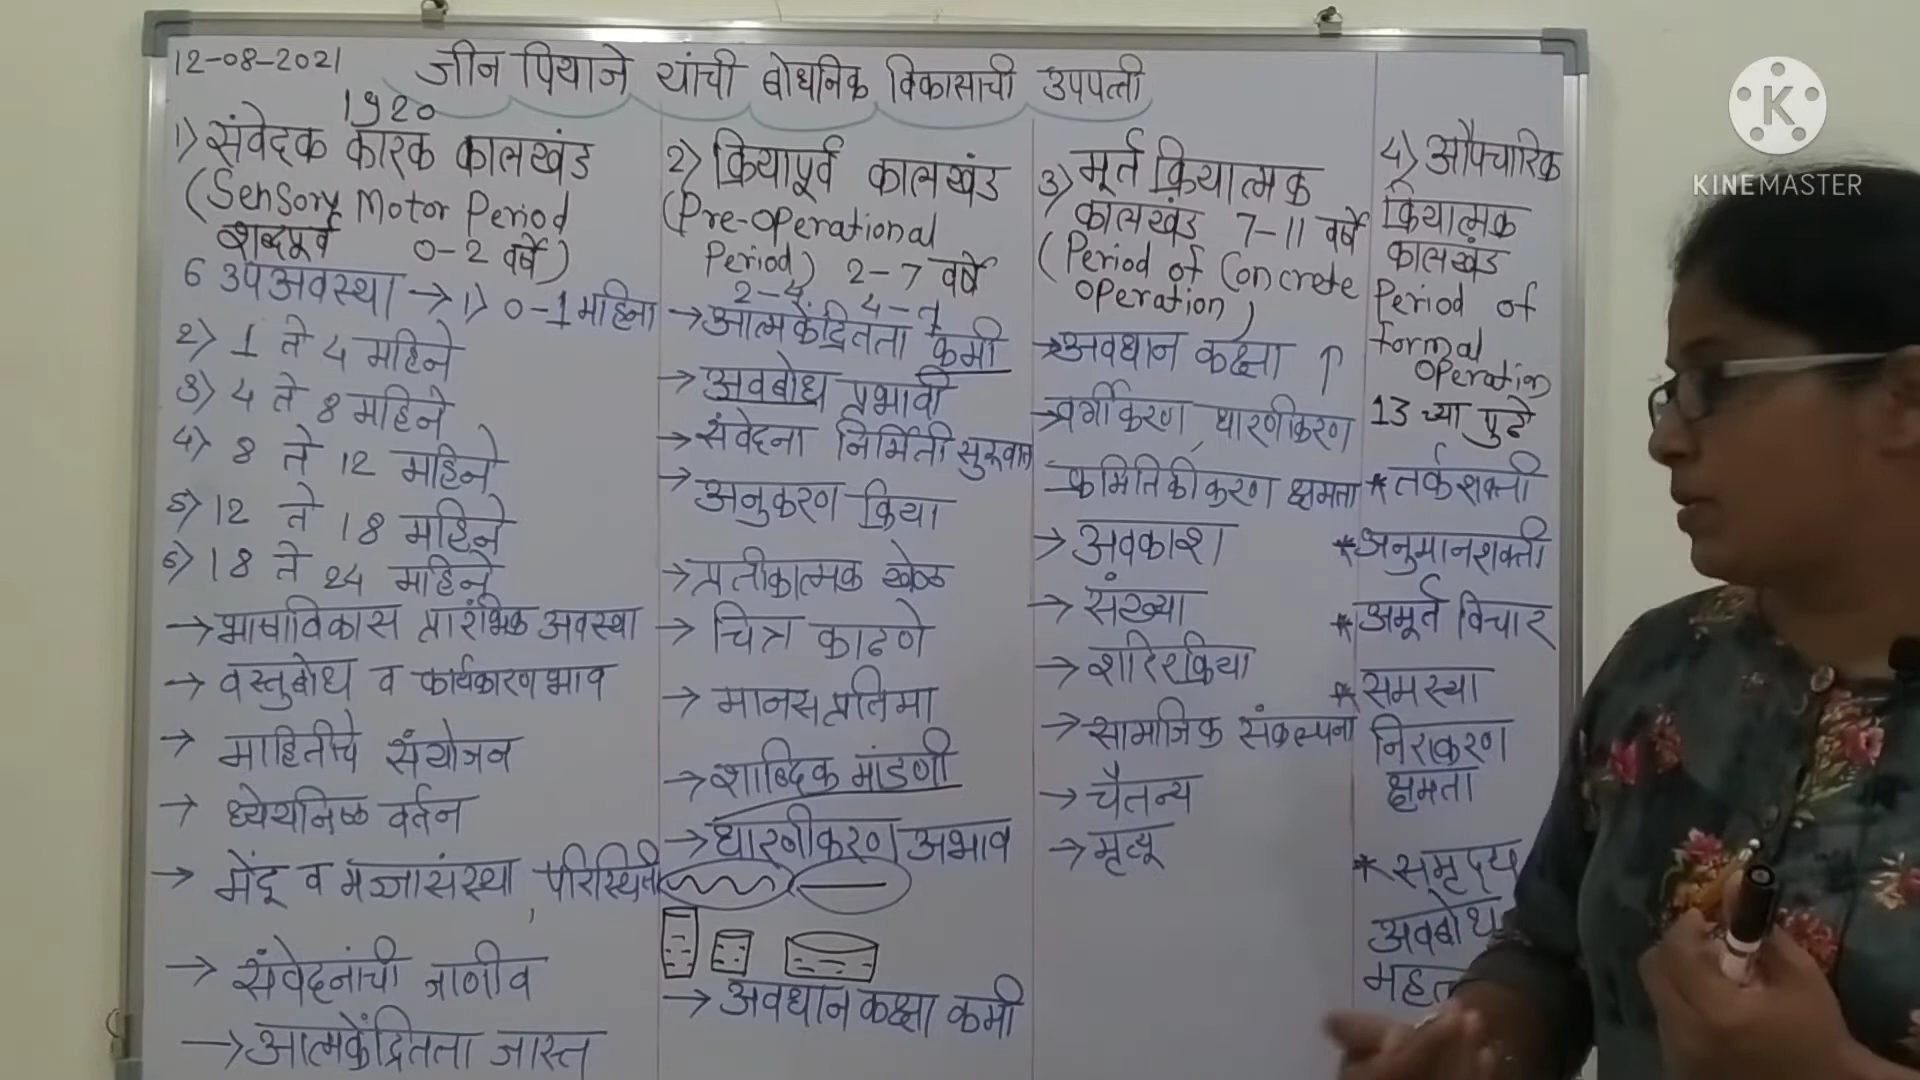 12-08-2021
जीन पियाजे यांची बोधनिक विकासाची उपपत्ती
1920
1) संवेदक कारक कालखंड
(Sensory Motor Period
शब्दपूर्व 0-2 वर्षे)
6 उपअवस्था → 1) 0-1 महिना
2) 1 ते 4 महिने
3) 4 ते 8 महिने
4) 8 ते 12 महिने
5) 12 ते 18 महिने
6) 18 ते 24 महिने
→ भाषाविकास प्रारंभिक अवस्था
→ वस्तुबोध व कार्यकारणभाव
→ माहितीचे संयोजन
→ ध्येयनिष्ठ वर्तन
→ मेंदू व मज्जासंस्था, परिस्थिती
→ संवेदनांची जाणीव
→ आत्मकेंद्रितता जास्त
2) क्रियापूर्व कालखंड
(Pre-operational
Period) 2-7 वर्षे
2-4 4-7
→ आत्मकेंद्रितता कमी
→ अवबोध प्रभावी
→ संवेदना निर्मिती सुरुवात
→ अनुकरण क्रिया
→ प्रतीकात्मक खेळ
→ चित्र काढणे
→ मानसप्रतिमा
→ शाब्दिक मांडणी
→ धारणीकरण अभाव
→ अवधान कक्षा कमी
3) मूर्त क्रियात्मक
कालखंड 7-11 वर्षे
(Period of Concrete
operation)
→ अवधान कक्षा ↑
→ वर्गीकरण, धारणीकरण
क्रमितिकीकरण क्षमता
→ अवकाश
→ संख्या
→ शरिरक्रिया
→ सामाजिक संकल्पना
→ चैतन्य
→ मृत्यू
4) औपचारिक
क्रियात्मक
कालखंड
Period of
formal
operation
13 च्या पुढे
* तर्कशक्ती
* अनुमानशक्ती
* अमूर्त विचार
* समस्या
निराकरण
क्षमता
अवबोध
K
KINEMASTER